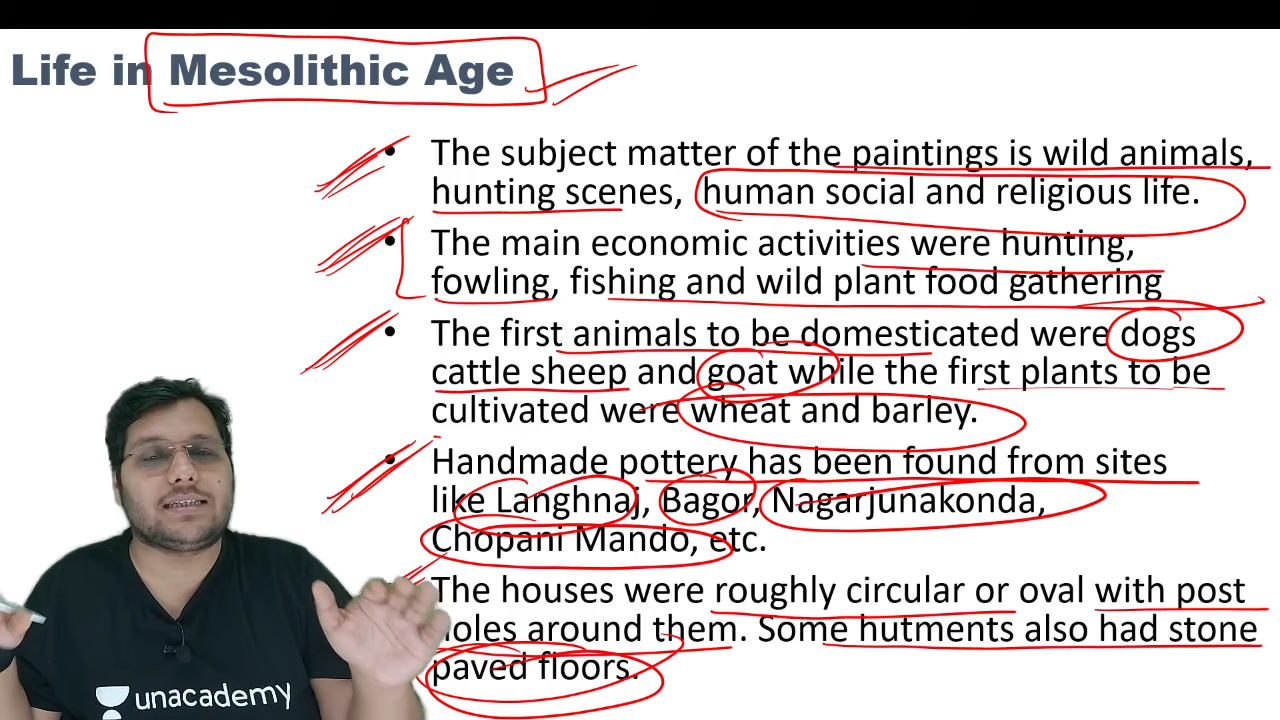 Life in Mesolithic Age
• The subject matter of the paintings is wild animals,
hunting scenes, human social and religious life.
• The main economic activities were hunting,
fowling, fishing and wild plant food gathering
• The first animals to be domesticated were dogs
cattle sheep and goat while the first plants to be
cultivated were wheat and barley.
• Handmade pottery has been found from sites
like Langhnaj, Bagor, Nagarjunakonda,
Chopani Mando, etc.
The houses were roughly circular or oval with post
holes around them. Some hutments also had stone
paved floors.
unacademy